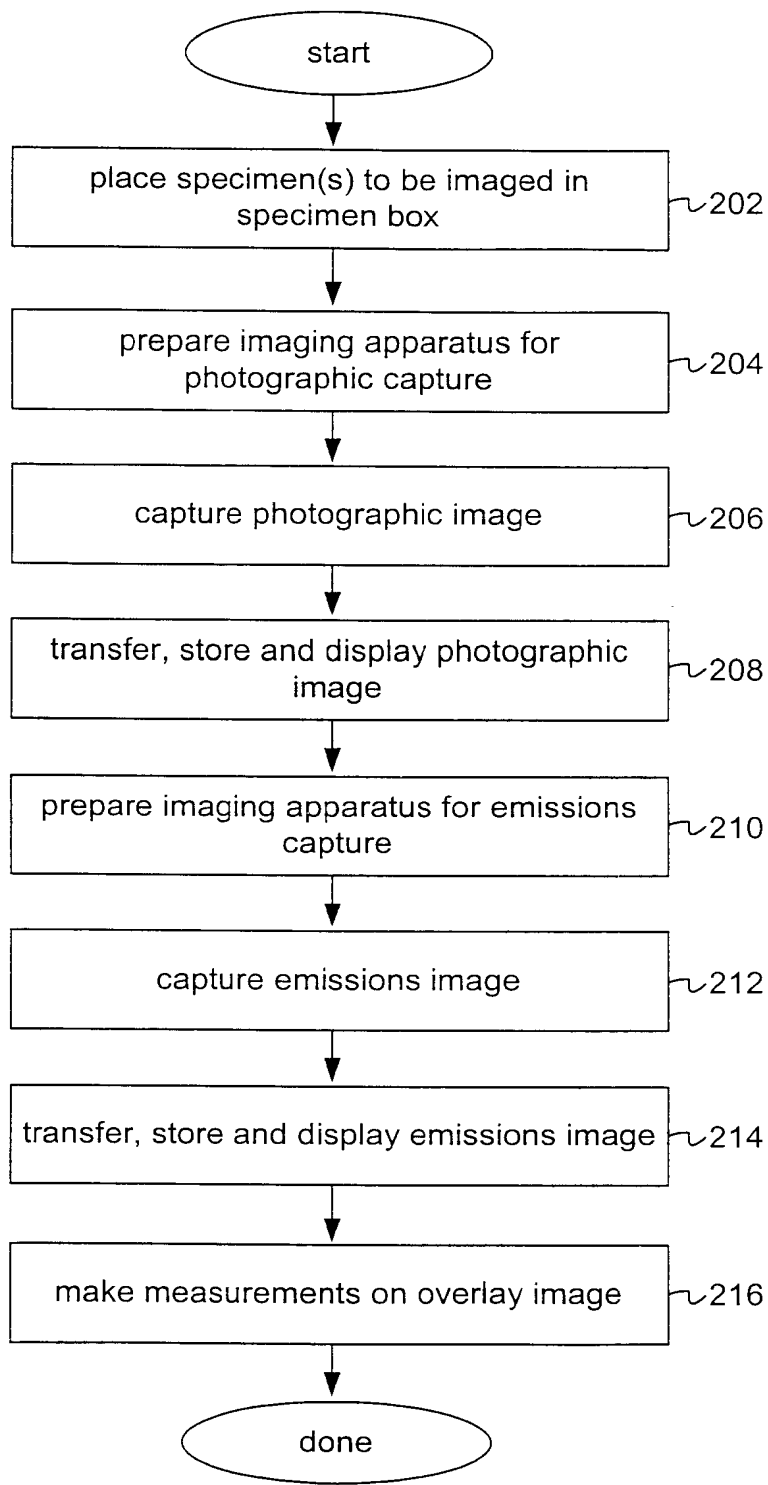 start
place specimen(s) to be imaged in
specimen box
202
prepare imaging apparatus for
photographic capture
204
capture photographic image
206
transfer, store and display photographic
image
208
prepare imaging apparatus for emissions
capture
210
capture emissions image
212
transfer, store and display emissions image
214
make measurements on overlay image
216
done